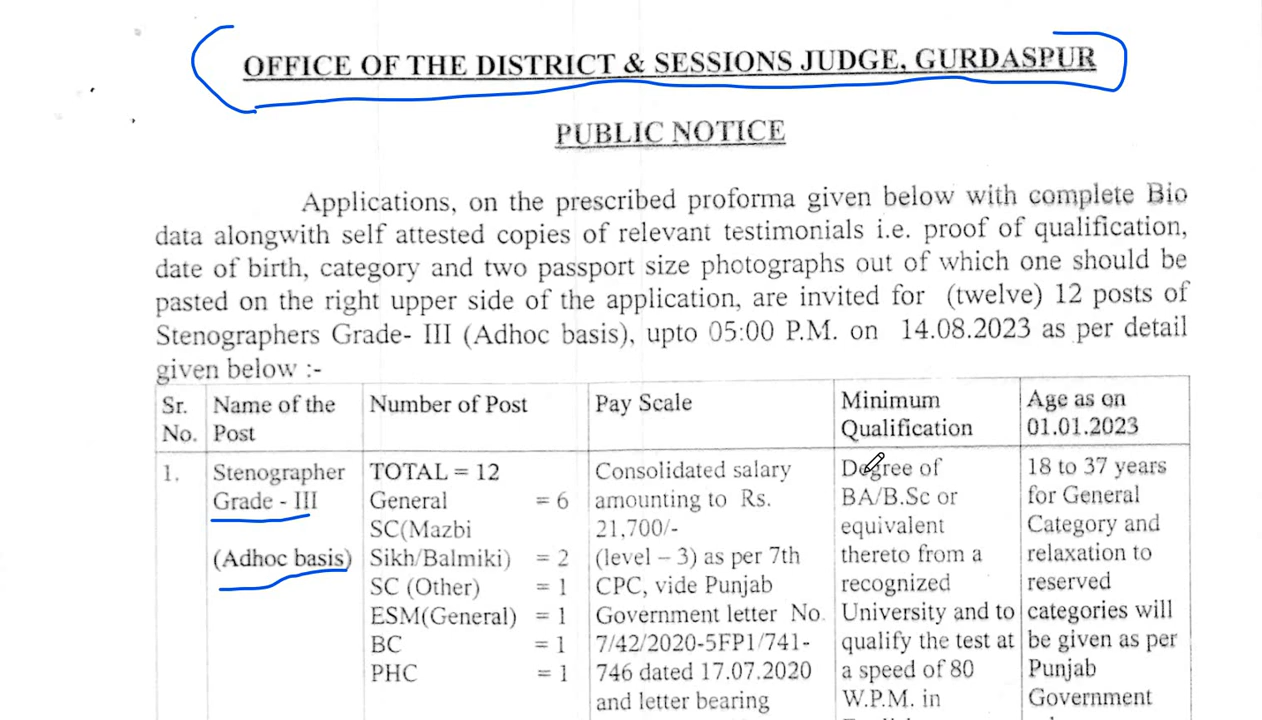 OFFICE OF THE DISTRICT & SESSIONS JUDGE, GURDASPUR
PUBLIC NOTICE
Applications, on the prescribed proforma given below with complete Bio
data alongwith self attested copies of relevant testimonials i.e. proof of qualification,
date of birth, category and two passport size photographs out of which one should be
pasted on the right upper side of the application, are invited for (twelve) 12 posts of
Stenographers Grade- III (Adhoc basis), upto 05:00 P.M. on 14.08.2023 as per detail
given below :-
Sr. No.
Name of the Post
Number of Post
Pay Scale
Minimum Qualification
Age as on 01.01.2023
1.
Stenographer
Grade - III
(Adhoc basis)
TOTAL = 12
General = 6
SC(Mazbi
Sikh/Balmiki) = 2
SC (Other) = 1
ESM(General) = 1
BC = 1
PHC = 1
Consolidated salary
amounting to Rs.
21,700/-
(level – 3) as per 7th
CPC, vide Punjab
Government letter No.
7/42/2020-5FP1/741-
746 dated 17.07.2020
and letter bearing
Degree of
BA/B.Sc or
equivalent
thereto from a
recognized
University and to
qualify the test at
a speed of 80
W.P.M. in
18 to 37 years
for General
Category and
relaxation to
reserved
categories will
be given as per
Punjab
Government